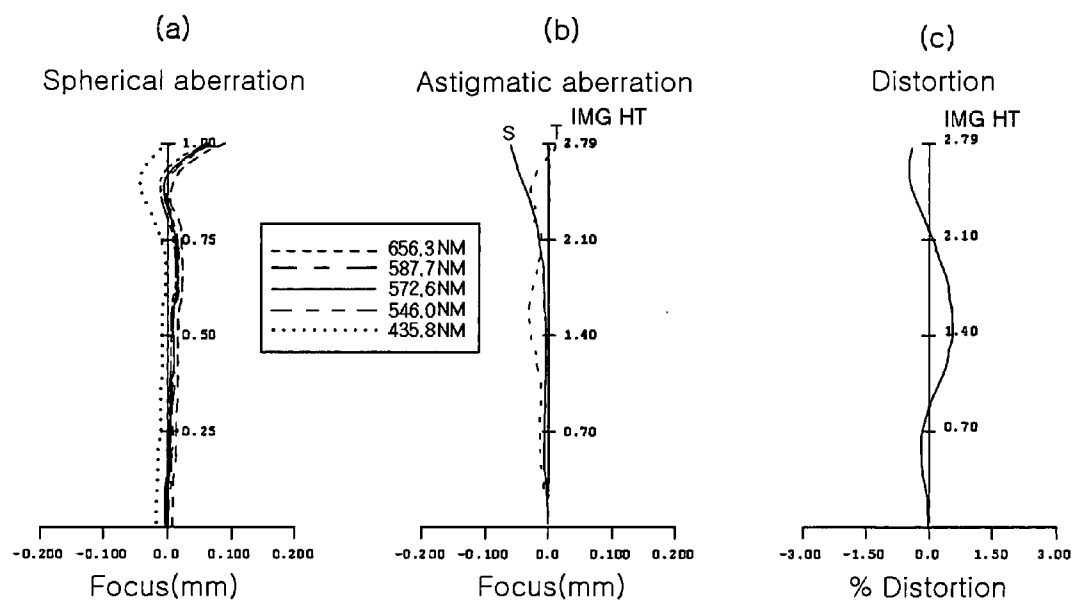 (a)
Spherical aberration
1.00
0.75
0.50
0.25
-0.200 -0.100 0.0 0.100 0.200
Focus(mm)
656.3NM
587.7NM
572.6NM
546.0NM
435.8NM
(b)
Astigmatic aberration
IMG HT
S T
2.79
2.10
1.40
0.70
-0.200 -0.100 0.0 0.100 0.200
Focus(mm)
(c)
Distortion
IMG HT
2.79
2.10
1.40
0.70
-3.00 -1.50 0.0 1.50 3.00
% Distortion